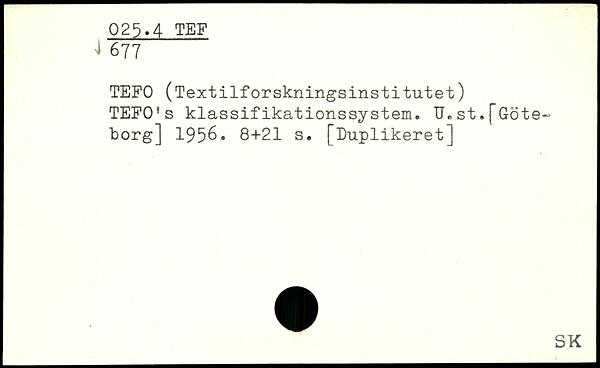 025.4 TEF
677
TEFO (Textilforskningsinstitutet)
TEFO's klassifikationssystem. U.st.[Göte-
borg] 1956. 8+21 s. [Duplikeret]
SK